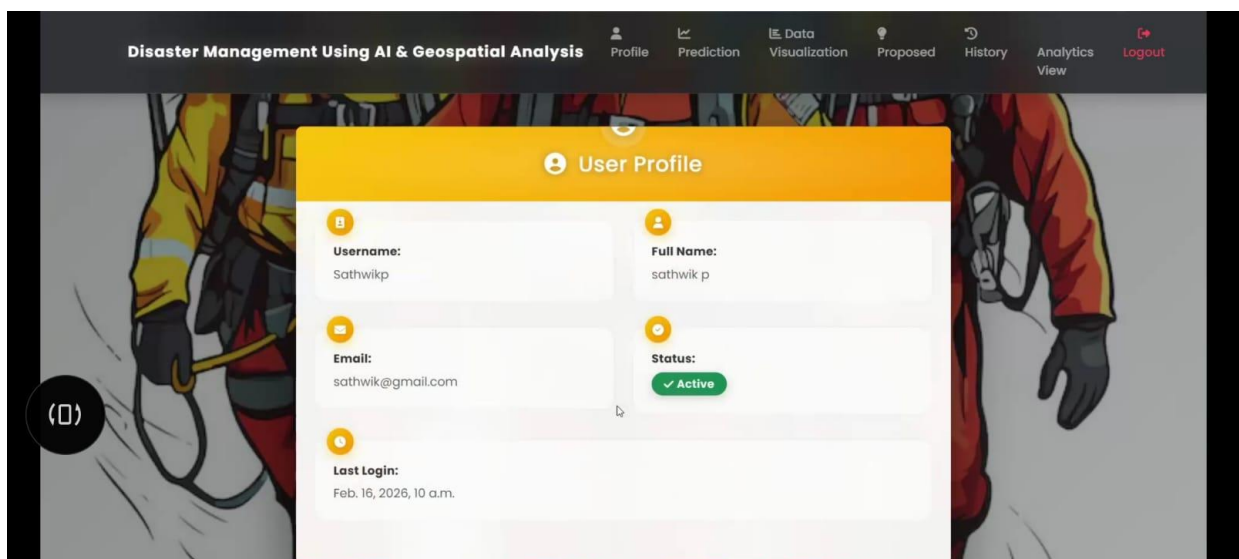 Disaster Management Using AI & Geospatial Analysis
Profile
Prediction
Data
Visualization
Proposed
History
Analytics
View
Logout
User Profile
Username:
Sathwikp
Full Name:
sathwik p
Email:
sathwik@gmail.com
Status:
Active
Last Login:
Feb. 16, 2026, 10 a.m.